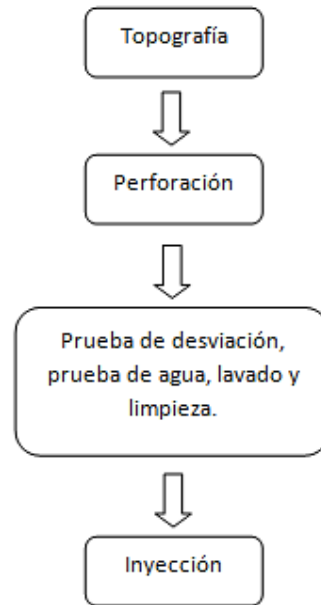 Topografía
Perforación
Prueba de desviación,
prueba de agua, lavado y
limpieza.
Inyección